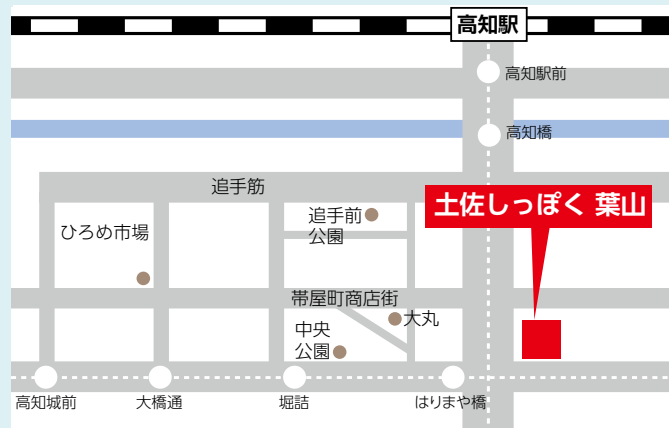 高知駅
高知駅前
高知橋
追手筋
土佐しっぽく 葉山
追手前
公園
ひろめ市場
帯屋町商店街
大丸
中央
公園
高知城前
大橋通
堀詰
はりまや橋